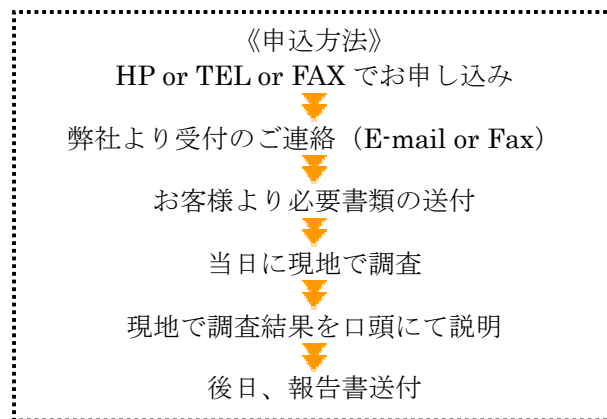 《申込方法》
HP or TEL or FAX でお申し込み
弊社より受付のご連絡（E-mail or Fax）
お客様より必要書類の送付
当日に現地で調査
現地で調査結果を口頭にて説明
後日、報告書送付